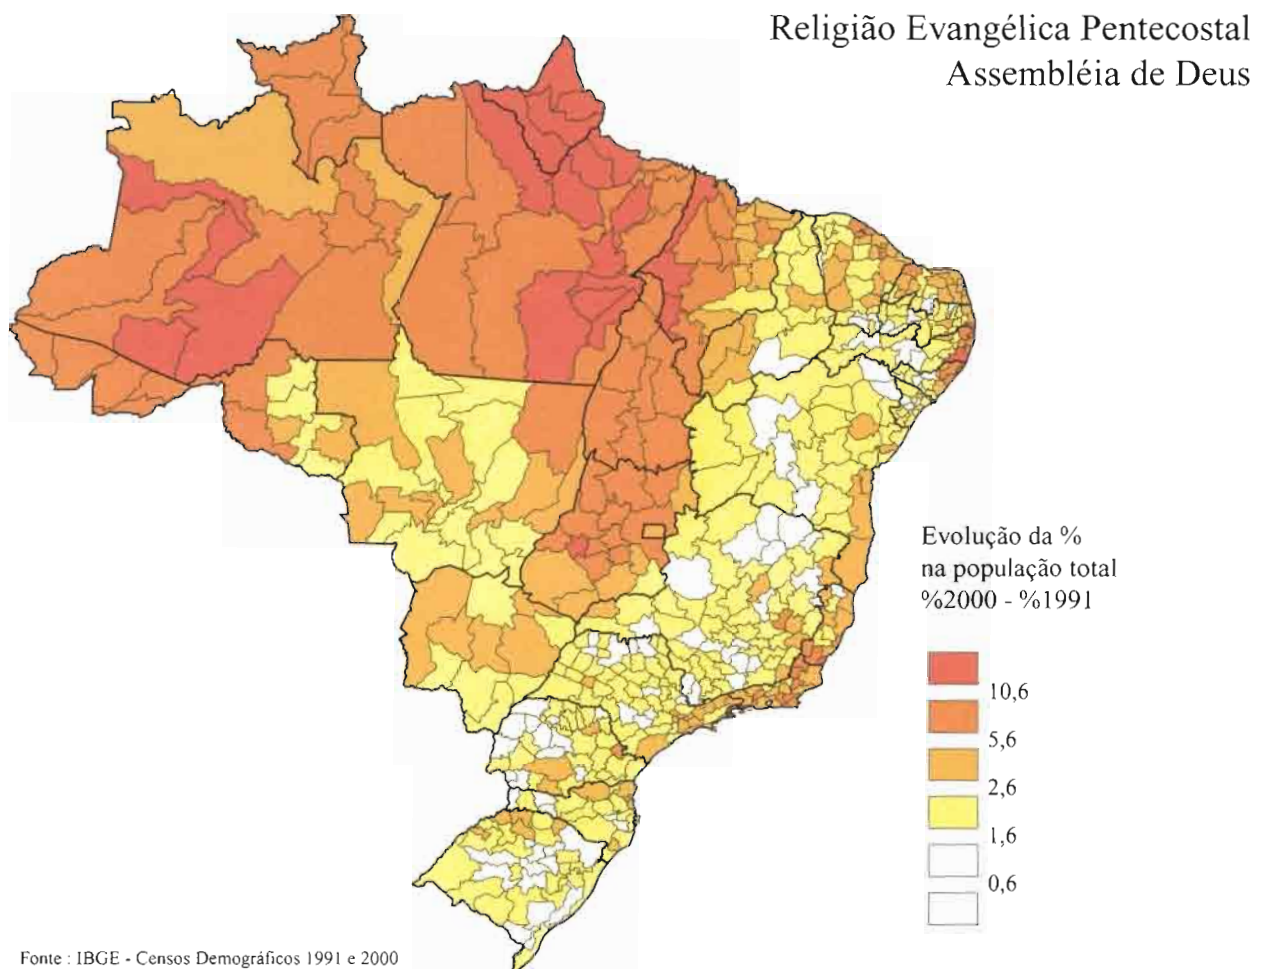 Religião Evangélica Pentecostal
Assembléia de Deus
Evolução da %
na população total
%2000 - %1991
10,6
5,6
2,6
1,6
0,6
Fonte : IBGE - Censos Demográficos 1991 e 2000